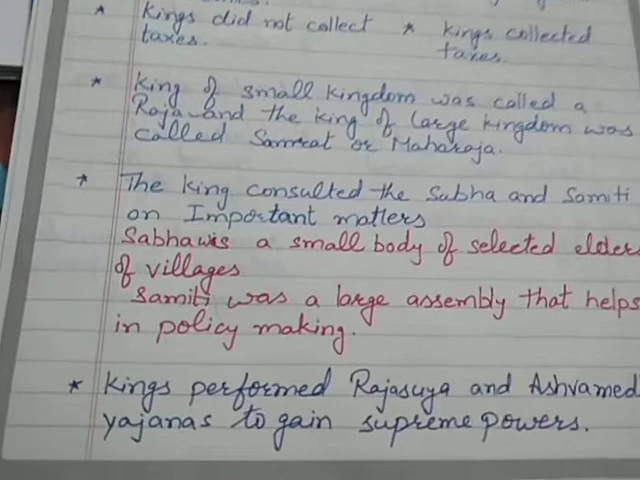 * Kings did not collect * Kings collected
taxes. taxes
* King of small kingdom was called a
Raja and the king of large kingdom was
called Samrat or Maharaja.
* The king consulted the Sabha and Samiti
on Important matters
Sabha was a small body of selected elders
of villages
Samiti was a large assembly that helps
in policy making.
* Kings performed Rajasuya and Ashvamed
yajanas to gain supreme powers.